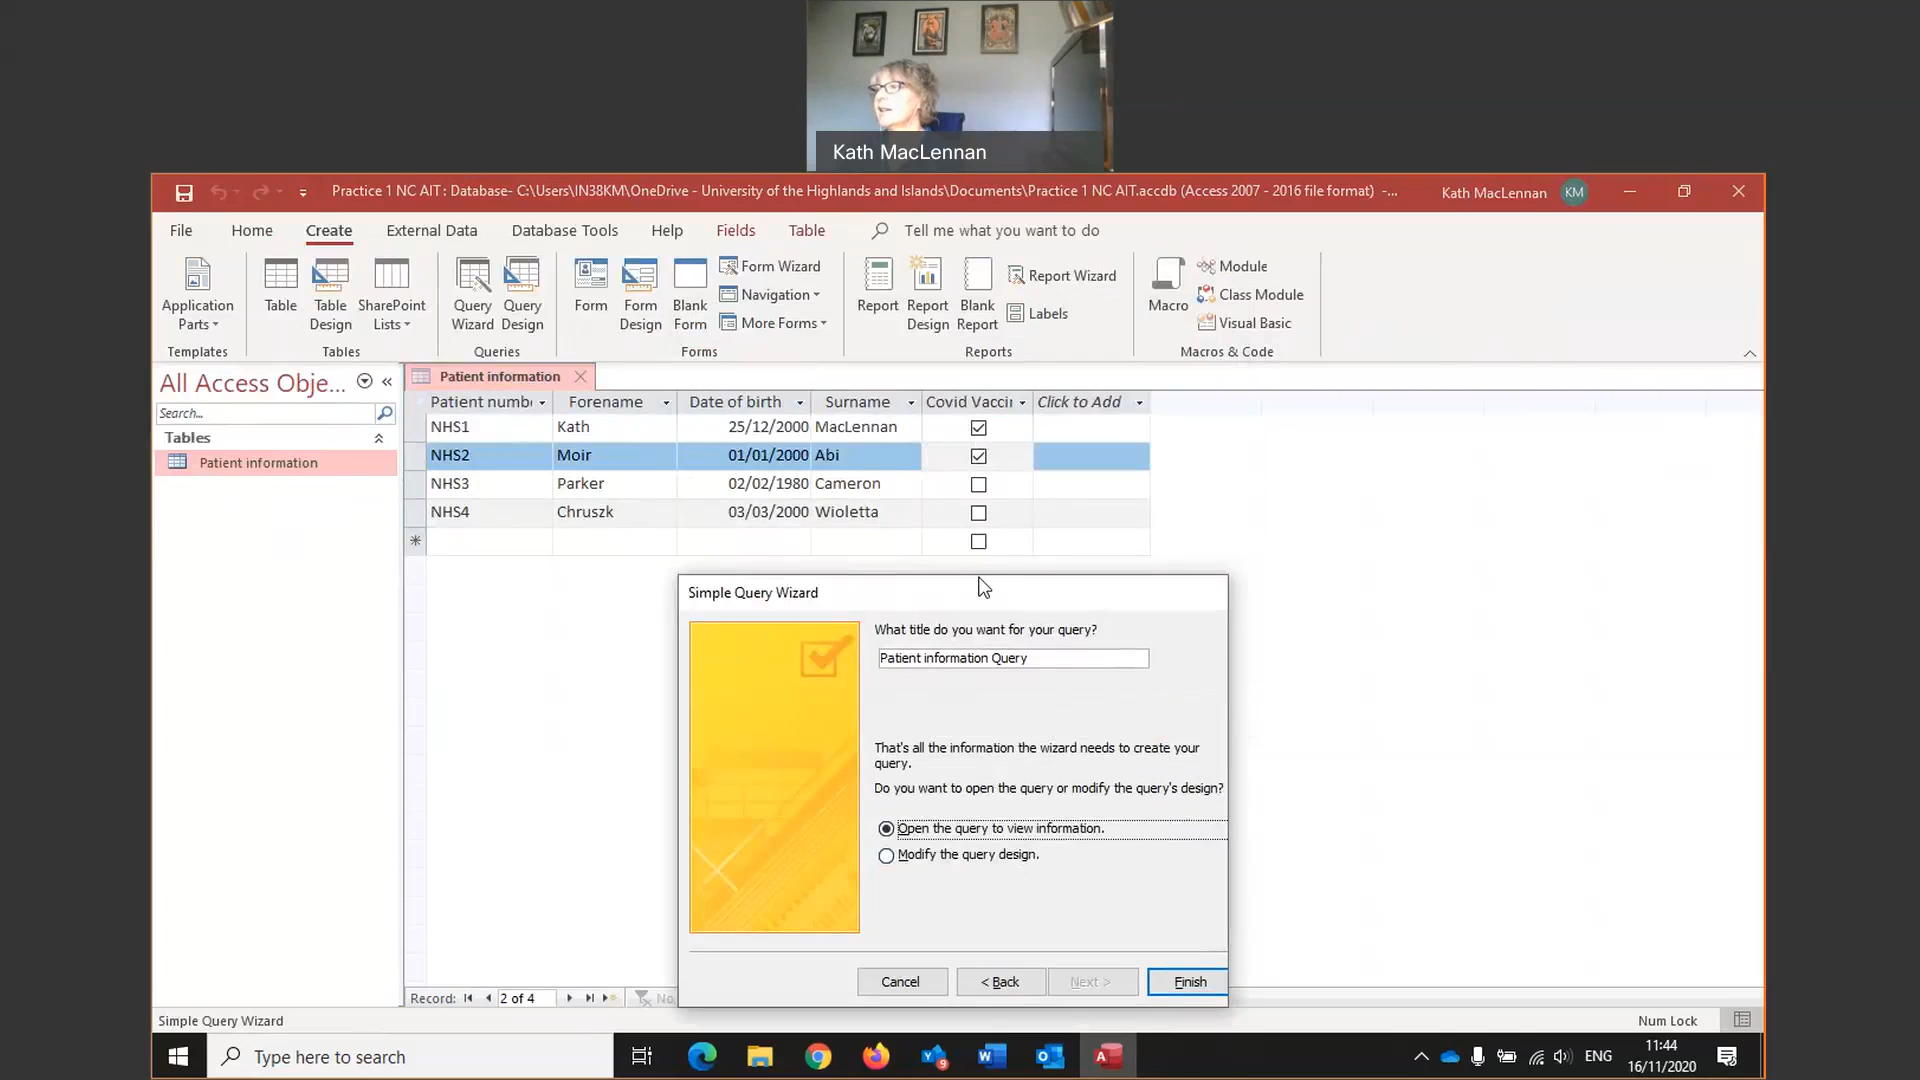 Kath MacLennan
Practice 1 NC AIT : Database- C:\Users\IN38KM\OneDrive - University of the Highlands and Islands\Documents\Practice 1 NC AIT.accdb (Access 2007 - 2016 file format) -... Kath MacLennan KM
File Home Create External Data Database Tools Help Fields Table Tell me what you want to do
Application Parts
Templates
Table
Table Design
SharePoint Lists
Tables
Query Wizard
Query Design
Queries
Form
Form Design
Blank Form
Form Wizard
Navigation
More Forms
Forms
Report
Report Design
Blank Report
Report Wizard
Labels
Reports
Macro
Module
Class Module
Visual Basic
Macros & Code
All Access Obje...
Search...
Tables
Patient information
Patient information
Patient numb Forename Date of birth Surname Covid Vaccin Click to Add
NHS1 Kath 25/12/2000 MacLennan
NHS2 Moir 01/01/2000 Abi
NHS3 Parker 02/02/1980 Cameron
NHS4 Chruszk 03/03/2000 Wioletta
Simple Query Wizard
What title do you want for your query?
Patient information Query
That's all the information the wizard needs to create your
query.
Do you want to open the query or modify the query's design?
Open the query to view information.
Modify the query design.
Cancel < Back Next > Finish
Record: 2 of 4 No
Simple Query Wizard Num Lock
Type here to search 9 ENG 11:44
16/11/2020